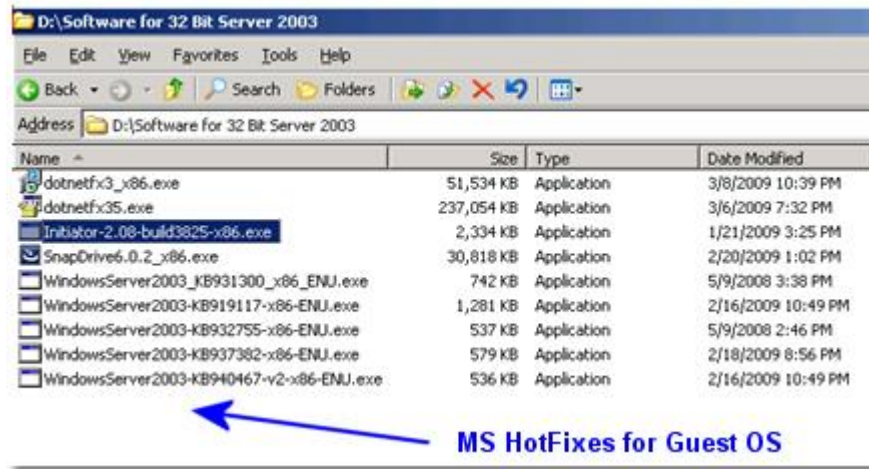 D:\Software for 32 Bit Server 2003
File Edit View Favorites Tools Help
Back Search Folders
Address D:\Software for 32 Bit Server 2003
Name Size Type Date Modified
dotnetfx3_x86.exe 51,534 KB Application 3/8/2009 10:39 PM
dotnetfx35.exe 237,054 KB Application 3/6/2009 7:32 PM
Initiator-2.08-build3825-x86.exe 2,334 KB Application 1/21/2009 3:25 PM
SnapDrive6.0.2_x86.exe 30,818 KB Application 2/20/2009 1:02 PM
WindowsServer2003_KB931300_x86_ENU.exe 742 KB Application 5/9/2008 3:38 PM
WindowsServer2003-KB919117-x86-ENU.exe 1,281 KB Application 2/16/2009 10:49 PM
WindowsServer2003-KB932755-x86-ENU.exe 537 KB Application 5/9/2008 2:46 PM
WindowsServer2003-KB937382-x86-ENU.exe 579 KB Application 2/18/2009 8:56 PM
WindowsServer2003-KB940467-v2-x86-ENU.exe 536 KB Application 2/16/2009 10:49 PM
MS HotFixes for Guest OS